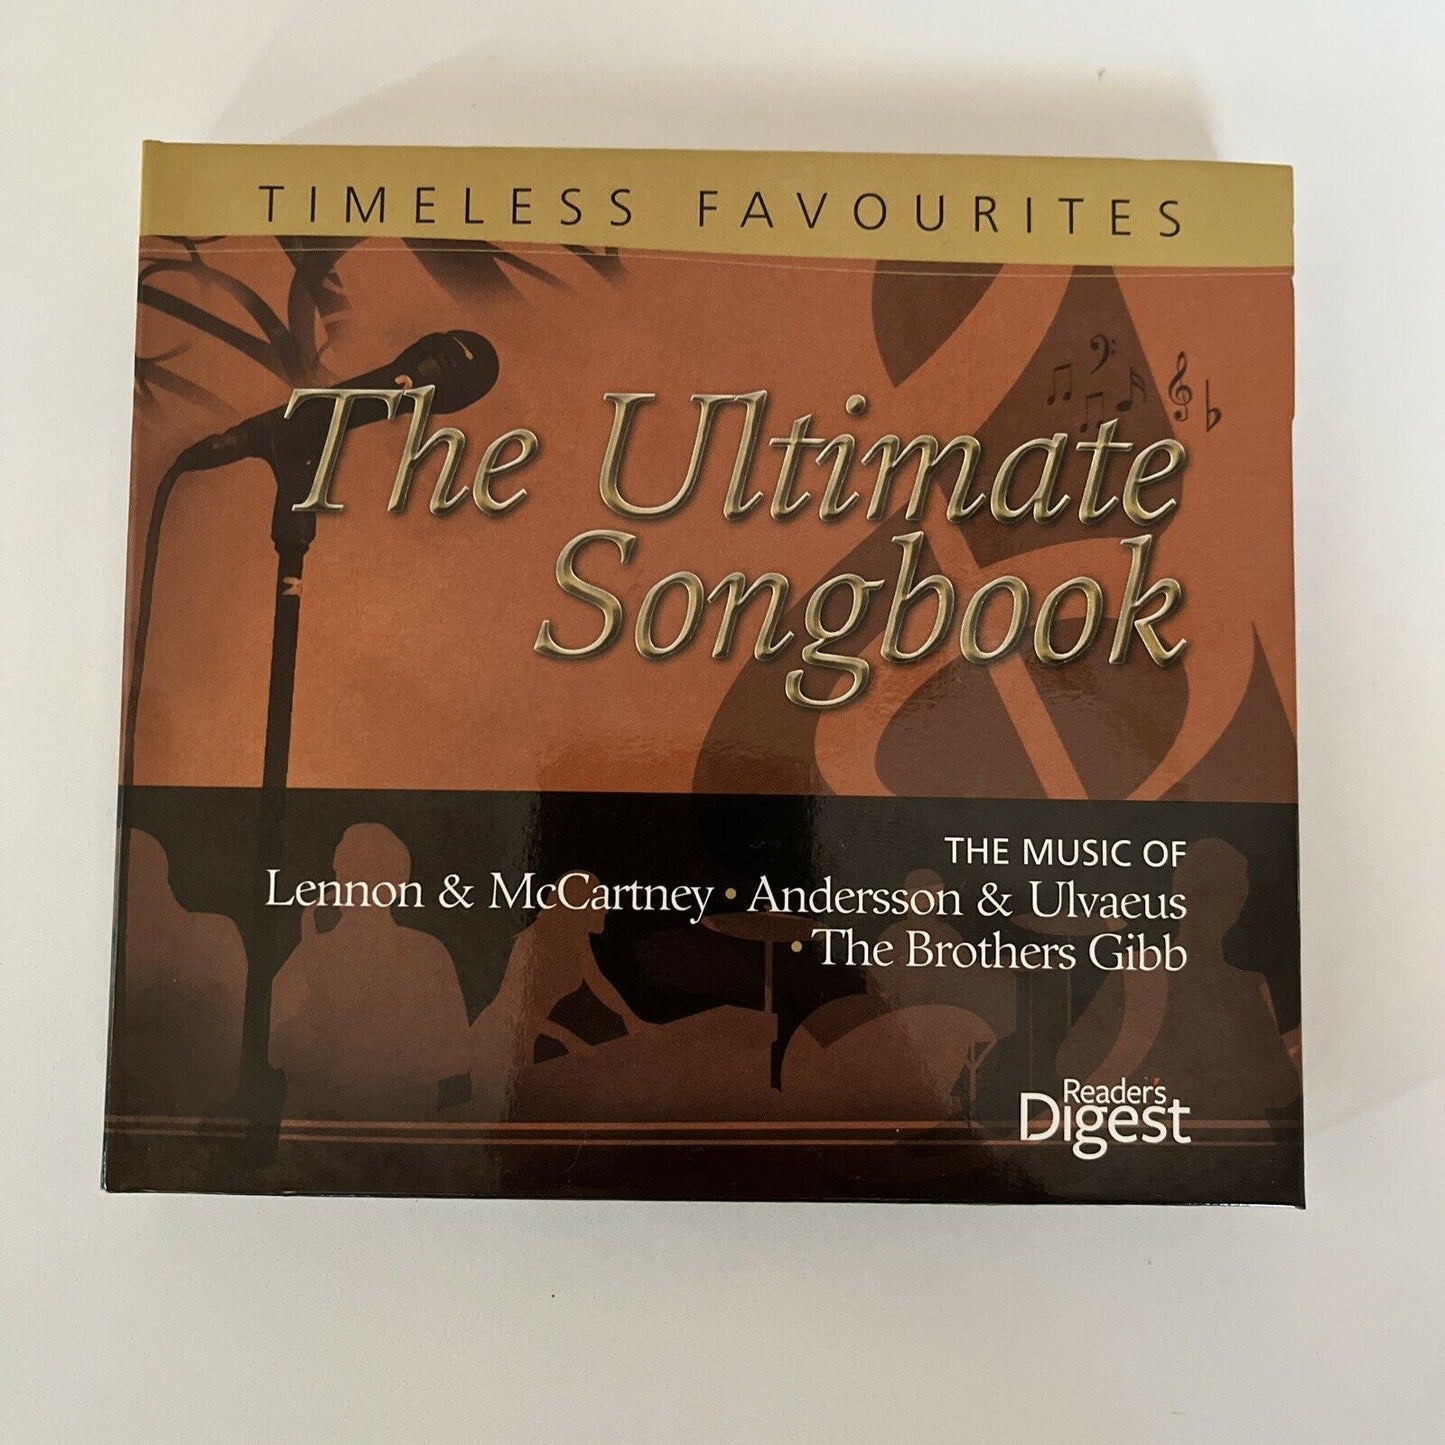 TIMELESS FAVOURITES
The Ultimate
Songbook
THE MUSIC OF
Lennon & McCartney • Andersson & Ulvaeus
• The Brothers Gibb
Reader's
Digest